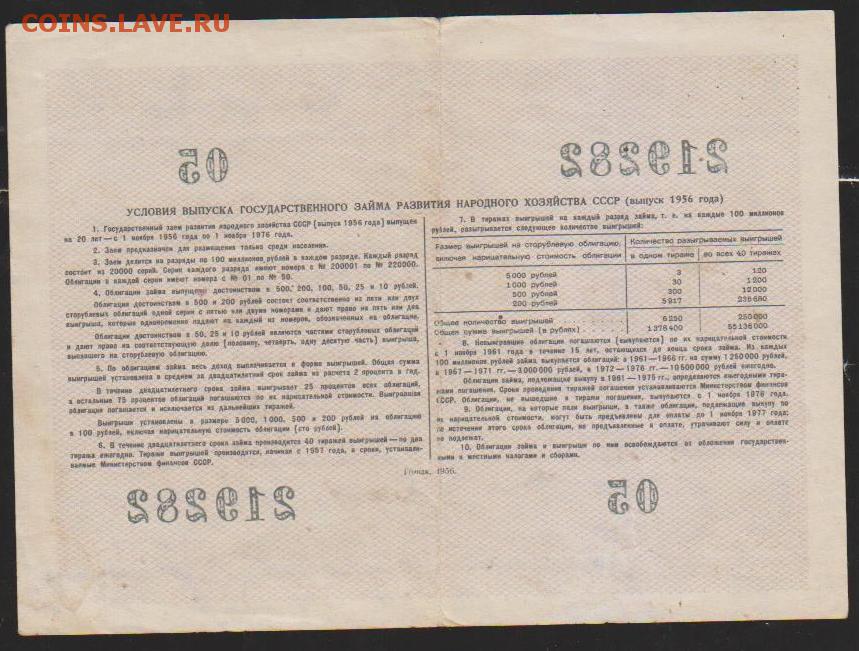 COINS.LAVE.RU
05
219282
УСЛОВИЯ ВЫПУСКА ГОСУДАРСТВЕННОГО ЗАЙМА РАЗВИТИЯ НАРОДНОГО ХОЗЯЙСТВА СССР (выпуск 1956 года)
1. Государственный заем развития народного хозяйства СССР (выпуск 1956 года) выпущен
на 20 лет — с 1 ноября 1956 года по 1 ноября 1976 года.
2. Заем предназначен для размещения только среди населения.
3. Заем делится на разряды по 100 миллионов рублей в каждом разряде. Каждый разряд
состоит из 20000 серий. Серии каждого разряда имеют номера с № 200001 по № 220000.
Облигации в каждой серии имеют номера с № 01 по № 50.
4. Облигации займа выпущены достоинством в 500, 200, 100, 50, 25 и 10 рублей.
Облигации достоинством в 500 и 200 рублей состоят соответственно из пяти или двух
сторублевых облигаций одной серии с пятью или двумя номерами и дают право на пять или два
выигрыша, которые одновременно падают на каждый из номеров, обозначенных на облигации.
Облигации достоинством в 50, 25 и 10 рублей являются частями сторублевых облигаций
и дают право на соответствующую долю (половину, четверть, одну десятую часть) выигрыша,
выпавшего на сторублевую облигацию.
5. По облигациям займа весь доход выплачивается в форме выигрышей. Общая сумма
выигрышей установлена в среднем за двадцатилетний срок займа из расчета 2 процента в год.
В течение двадцатилетнего срока займа выигрывает 25 процентов всех облигаций,
а остальные 75 процентов облигаций погашаются по их нарицательной стоимости. Выигравшая
облигация погашается и исключается из дальнейших тиражей.
Выигрыши установлены в размере 5000, 1000, 500 и 200 рублей на облигацию
в 100 рублей, включая нарицательную стоимость облигации (сто рублей).
6. В течение двадцатилетнего срока займа производится 40 тиражей выигрышей — по два
тиража ежегодно. Тиражи выигрышей производятся, начиная с 1957 года, в сроки, устанавли-
ваемые Министерством финансов СССР.
7. В тиражах выигрышей на каждый разряд займа, т. е. на каждые 100 миллионов
рублей, разыгрывается следующее количество выигрышей:
Размер выигрышей на сторублевую облигацию, Количество разыгрываемых выигрышей
включая нарицательную стоимость облигации в одном тираже во всех 40 тиражах
5 000 рублей 3 120
1 000 рублей 30 1 200
500 рублей 300 12 000
200 рублей 5 917 236 680
Общее количество выигрышей 6 250 250 000
Общая сумма выигрышей (в рублях) 1 378 400 55 136 000
8. Невыигравшие облигации погашаются (выкупаются) по их нарицательной стоимости
с 1 ноября 1961 года в течение 15 лет, остающихся до конца срока займа. Из каждых
100 миллионов рублей займа выкупается облигаций: в 1961—1966 гг. на сумму 1 250 000 рублей,
в 1967—1971 гг.— 3 000 000 рублей, в 1972—1976 гг.— 10 500 000 рублей ежегодно.
Облигации займа, подлежащие выкупу в 1961—1975 гг., определяются ежегодными тира-
жами погашения. Сроки проведения тиражей погашения устанавливаются Министерством финансов
СССР. Облигации, не вышедшие в тиражи погашения, выкупаются с 1 ноября 1976 года.
9. Облигации, на которые пали выигрыши, а также облигации, подлежащие выкупу по
их нарицательной стоимости, могут быть предъявлены для оплаты до 1 ноября 1977 года;
по истечении этого срока облигации, не предъявленные к оплате, утрачивают силу и оплате
не подлежат.
10. Облигации займа и выигрыши по ним освобождаются от обложения государствен-
ными и местными налогами и сборами.
Гознак. 1956.
219282
05